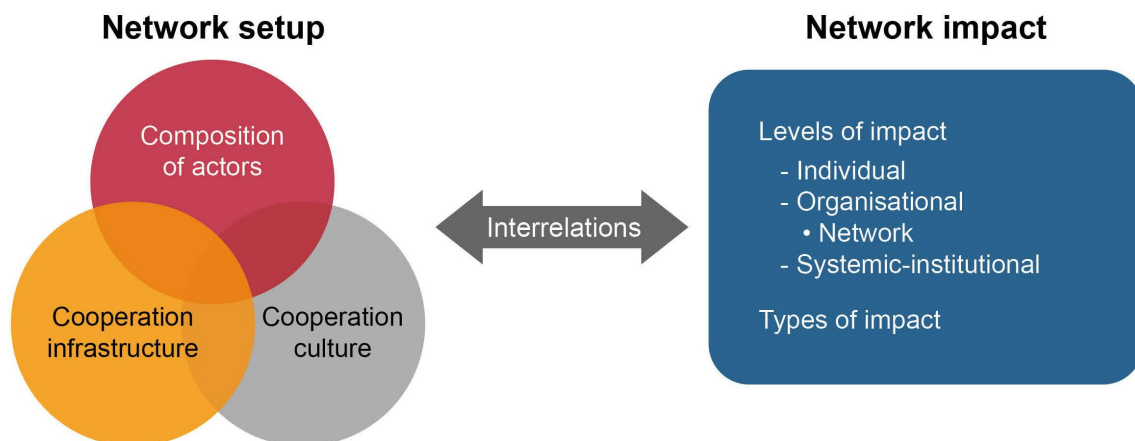 Network setup
Composition
of actors
Cooperation
infrastructure
Cooperation
culture
Interrelations
Network impact
Levels of impact
- Individual
- Organisational
• Network
- Systemic-institutional
Types of impact